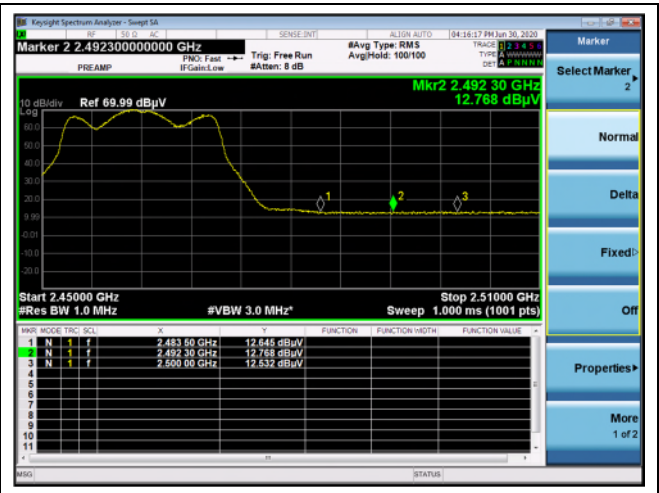 Keysight Spectrum Analyzer - Swept SA
RF 50 Ω AC SENSE:INT ALIGN AUTO 04:16:17 PM Jun 30, 2020
Marker 2 2.492300000000 GHz
PREAMP
PNO: Fast
IFGain:Low
Trig: Free Run
#Atten: 8 dB
#Avg Type: RMS
Avg|Hold: 100/100
TRACE 1 2 3 4 5 6
TYPE A WWWWW
DET A P N N N N
Mkr2 2.492 30 GHz
12.768 dBµV
10 dB/div Ref 69.99 dBµV
Log
60.0
50.0
40.0
30.0
20.0
9.99
-0.01
-10.0
-20.0
1
2
3
Start 2.45000 GHz Stop 2.51000 GHz
#Res BW 1.0 MHz #VBW 3.0 MHz* Sweep 1.000 ms (1001 pts)
MKR MODE TRC SCL X Y FUNCTION FUNCTION WIDTH FUNCTION VALUE
1 N 1 f 2.483 50 GHz 12.645 dBµV
2 N 1 f 2.492 30 GHz 12.768 dBµV
3 N 1 f 2.500 00 GHz 12.532 dBµV
4
5
6
7
8
9
10
11
MSG STATUS
Marker
Select Marker
2
Normal
Delta
Fixed
Off
Properties
More
1 of 2